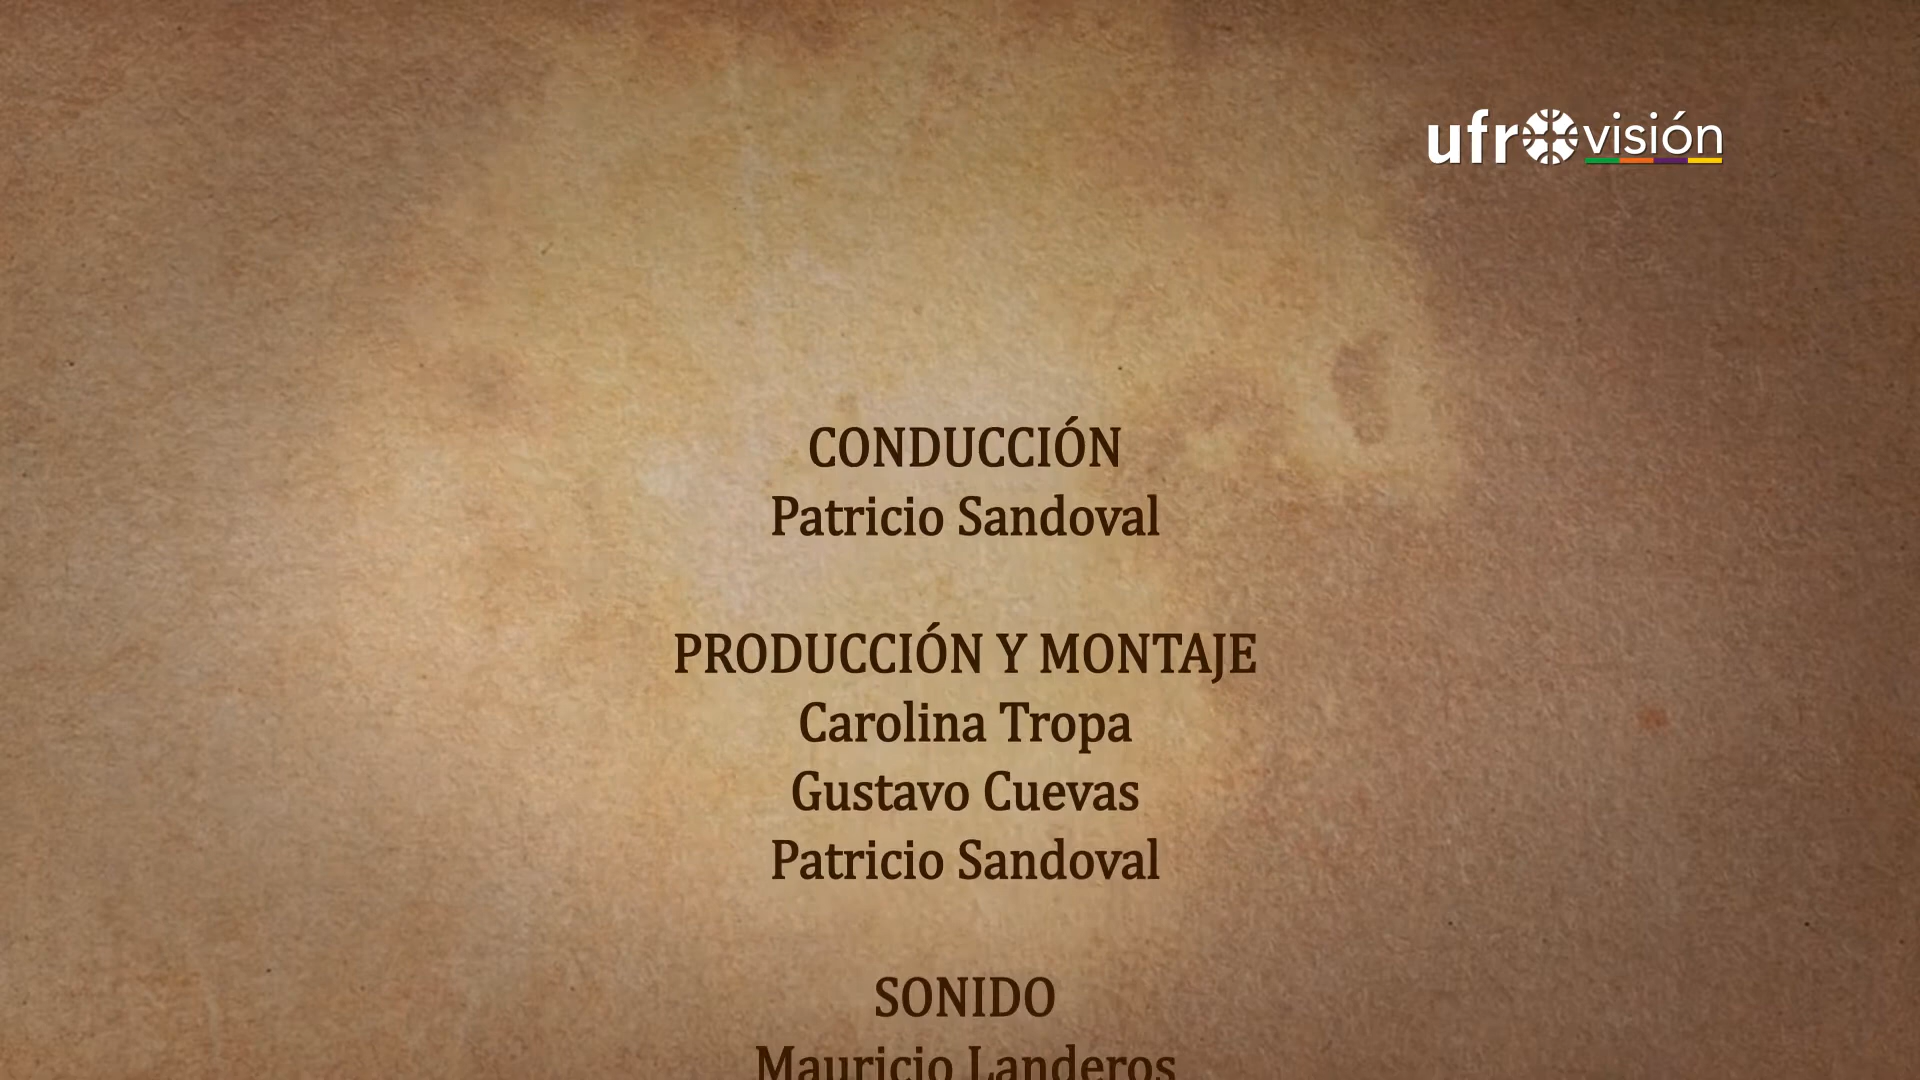 ufrovisión
CONDUCCIÓN
Patricio Sandoval
PRODUCCIÓN Y MONTAJE
Carolina Tropa
Gustavo Cuevas
Patricio Sandoval
SONIDO
Mauricio Landeros